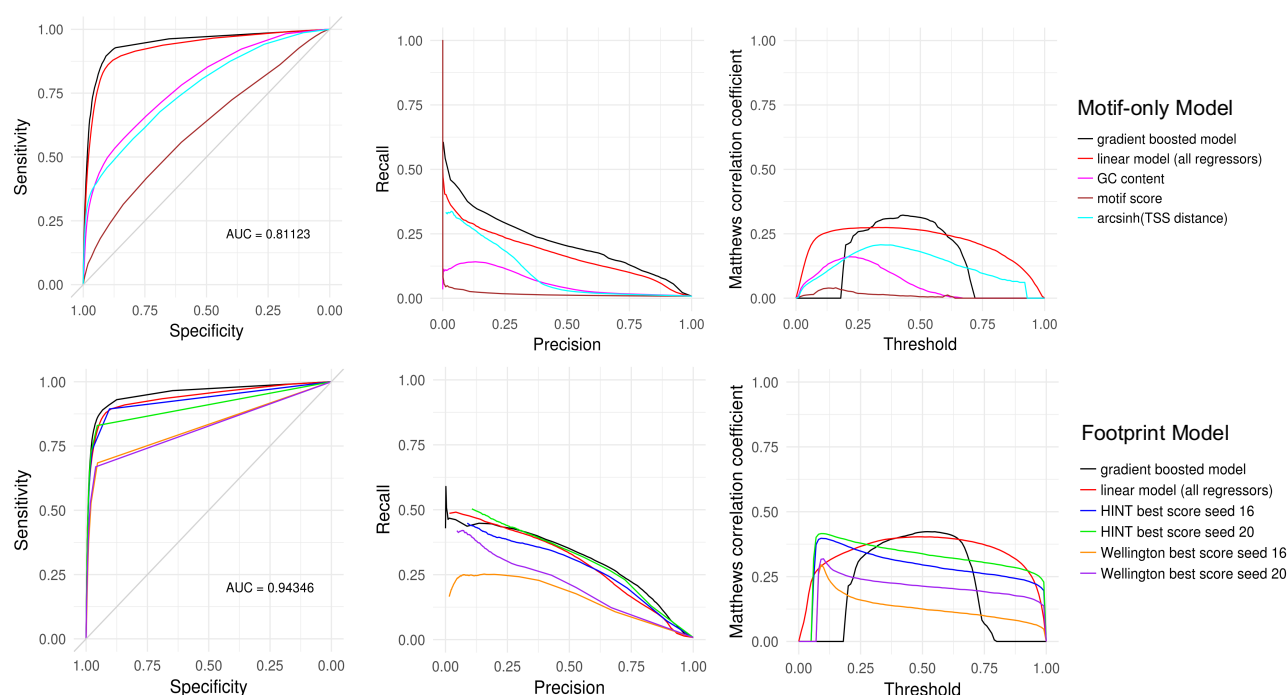 1.00
0.75
0.50
0.25
0.00
Sensitivity
AUC = 0.81123
1.00 0.75 0.50 0.25 0.00
Specificity
1.00
0.75
0.50
0.25
0.00
Recall
0.00 0.25 0.50 0.75 1.00
Precision
1.00
0.75
0.50
0.25
0.00
Matthews correlation coefficient
0.00 0.25 0.50 0.75 1.00
Threshold
Motif-only Model
gradient boosted model
linear model (all regressors)
GC content
motif score
arcsinh(TSS distance)
1.00
0.75
0.50
0.25
0.00
Sensitivity
AUC = 0.94346
1.00 0.75 0.50 0.25 0.00
Specificity
1.00
0.75
0.50
0.25
0.00
Recall
0.00 0.25 0.50 0.75 1.00
Precision
1.00
0.75
0.50
0.25
0.00
Matthews correlation coefficient
0.00 0.25 0.50 0.75 1.00
Threshold
Footprint Model
gradient boosted model
linear model (all regressors)
HINT best score seed 16
HINT best score seed 20
Wellington best score seed 16
Wellington best score seed 20